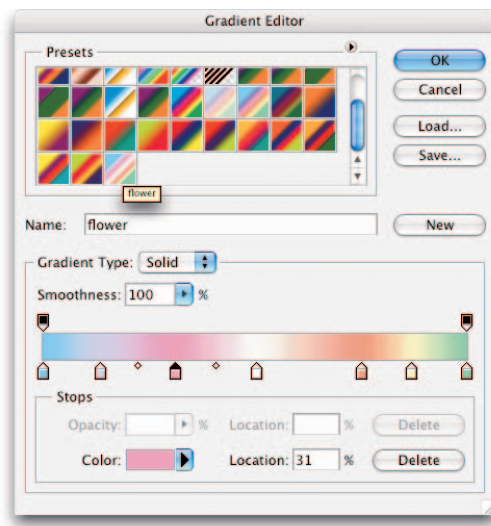 Gradient Editor
Presets
OK
Cancel
Load...
Save...
flower
Name: flower
New
Gradient Type: Solid
Smoothness: 100 %
Stops
Opacity: % Location: % Delete
Color: Location: 31 % Delete